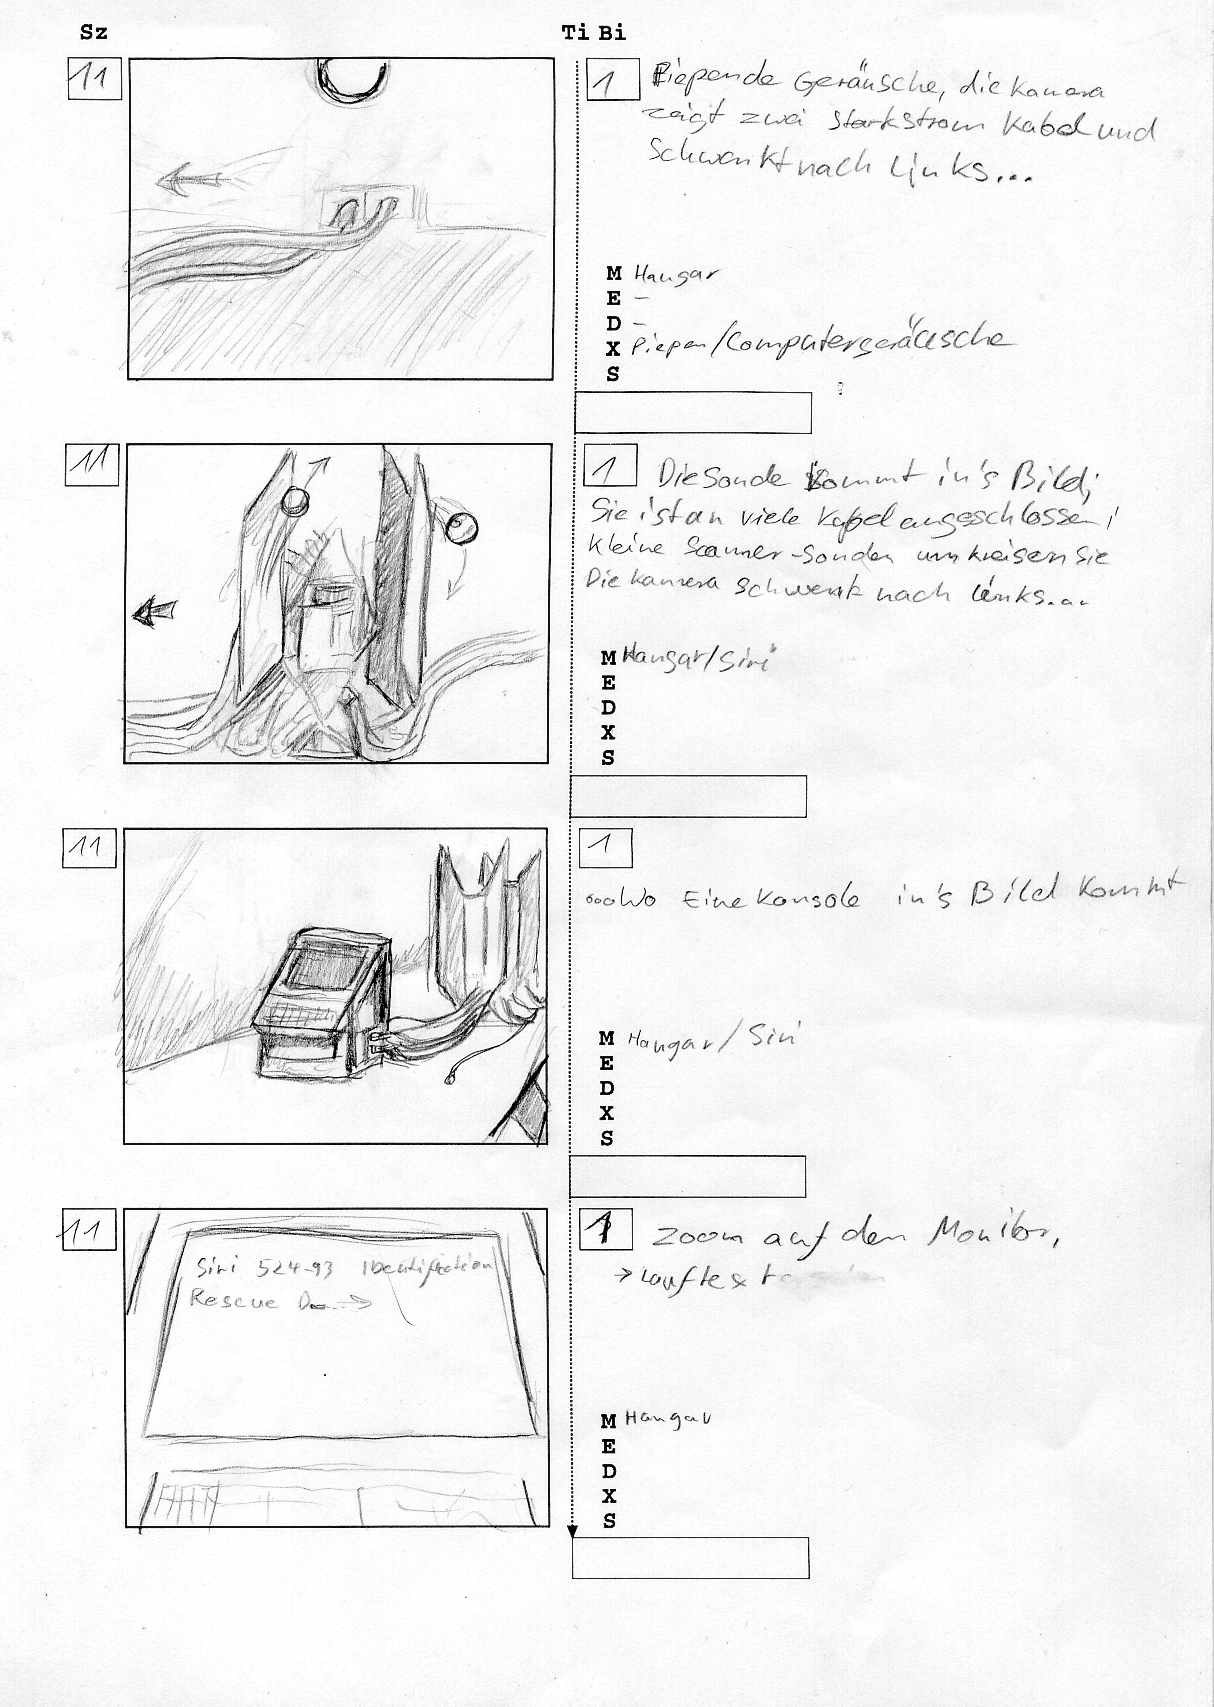 Sz Ti Bi
11
1
Piepende Geräusche, die Kamera
zeigt zwei Starkstrom Kabel und
Schwenkt nach Links...
M Hangar
E –
D –
X Piepen/Computergeräusche
S
11
1
Die Sonde kommt in's Bild;
Sie ist an viele Kabel angeschlossen,
Kleine Scanner-Sonden umkreisen Sie
Die Kamera Schwenkt nach Links...
M Hangar/Siri
E
D
X
S
11
1
...Wo Eine Konsole in's Bild Kommt
M Hangar/Siri
E
D
X
S
11
1
Zoom auf den Monitor,
→ Lauftext
Siri 524-93 Identification
Rescue
M Hangar
E
D
X
S